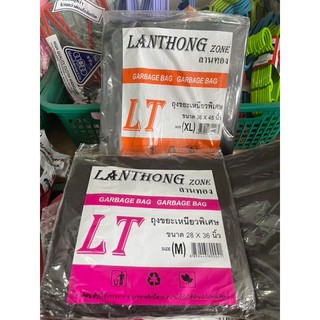 LANTHONG ZONE
ลานทอง
GARBAGE BAG GARBAGE BAG
LT
ถุงขยะเหนียวพิเศษ
ขนาด 36 X 45 นิ้ว
(XL)
LANTHONG ZONE
ลานทอง
GARBAGE BAG GARBAGE BAG
LT
ถุงขยะเหนียวพิเศษ
ขนาด 28 X 36 นิ้ว
(M)